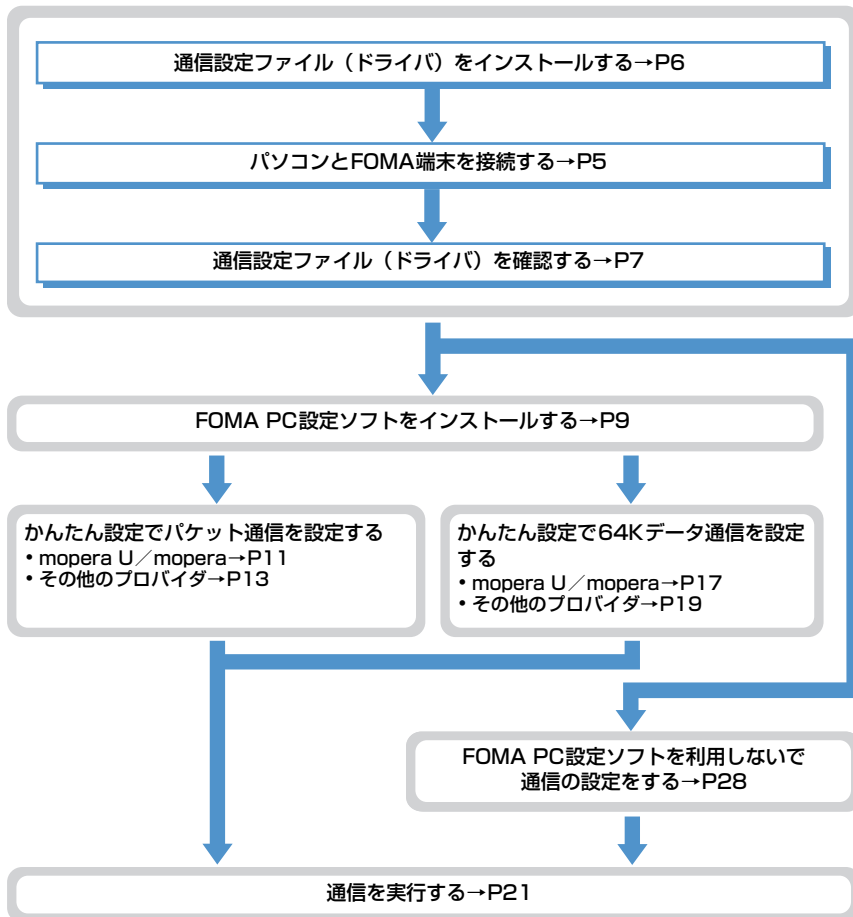 通信設定ファイル（ドライバ）をインストールする→P6
パソコンとFOMA端末を接続する→P5
通信設定ファイル（ドライバ）を確認する→P7
FOMA PC設定ソフトをインストールする→P9
かんたん設定でパケット通信を設定する
• mopera U／mopera→P11
• その他のプロバイダ→P13
かんたん設定で64Kデータ通信を設定
する
• mopera U／mopera→P17
• その他のプロバイダ→P19
FOMA PC設定ソフトを利用しないで
通信の設定をする→P28
通信を実行する→P21